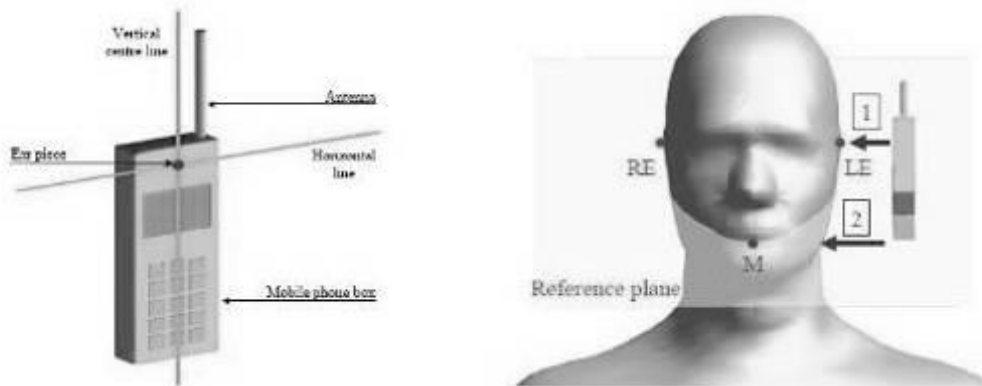 Vertical
centre line
Antenna
Ear piece
Horizontal
line
Mobile phone box
1
RE
LE
2
M
Reference plane